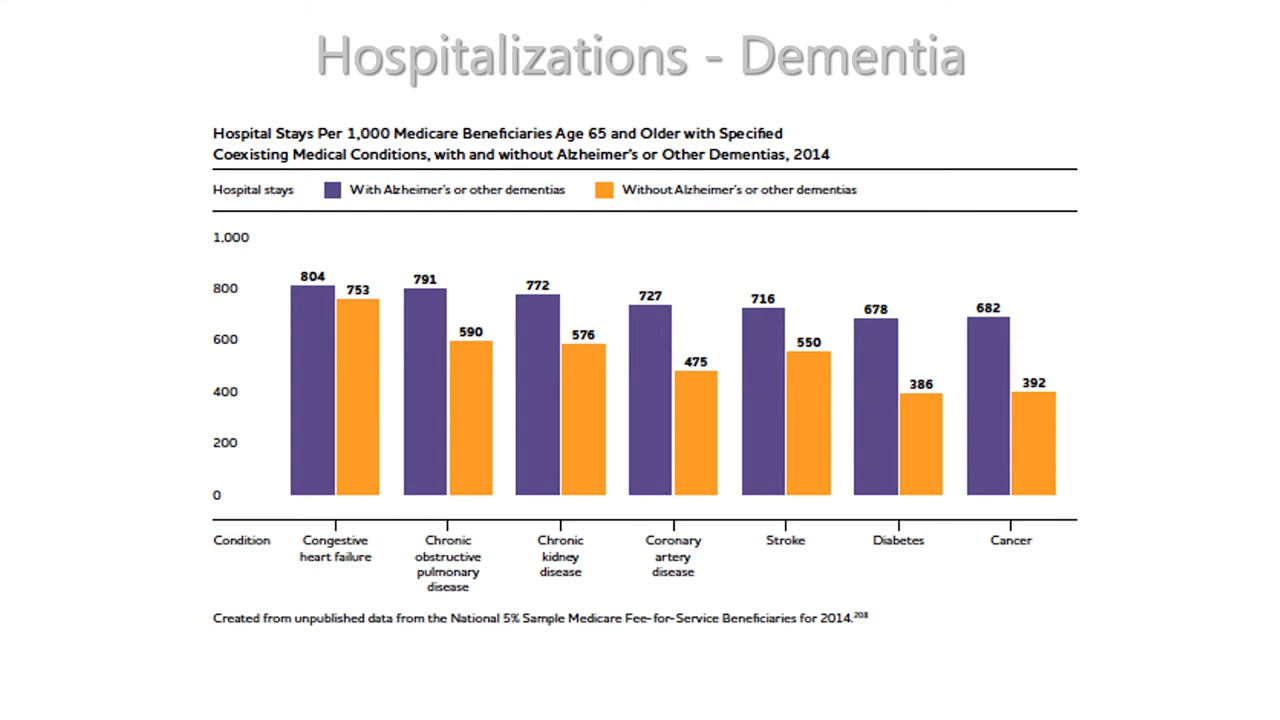 Hospitalizations - Dementia
Hospital Stays Per 1,000 Medicare Beneficiaries Age 65 and Older with Specified
Coexisting Medical Conditions, with and without Alzheimer's or Other Dementias, 2014
Hospital stays With Alzheimer's or other dementias Without Alzheimer's or other dementias
1,000
800
600
400
200
0
804 753 791 590 772 576 727 475 716 550 678 386 682 392
Condition Congestive heart failure Chronic obstructive pulmonary disease Chronic kidney disease Coronary artery disease Stroke Diabetes Cancer
Created from unpublished data from the National 5% Sample Medicare Fee-for-Service Beneficiaries for 2014.208